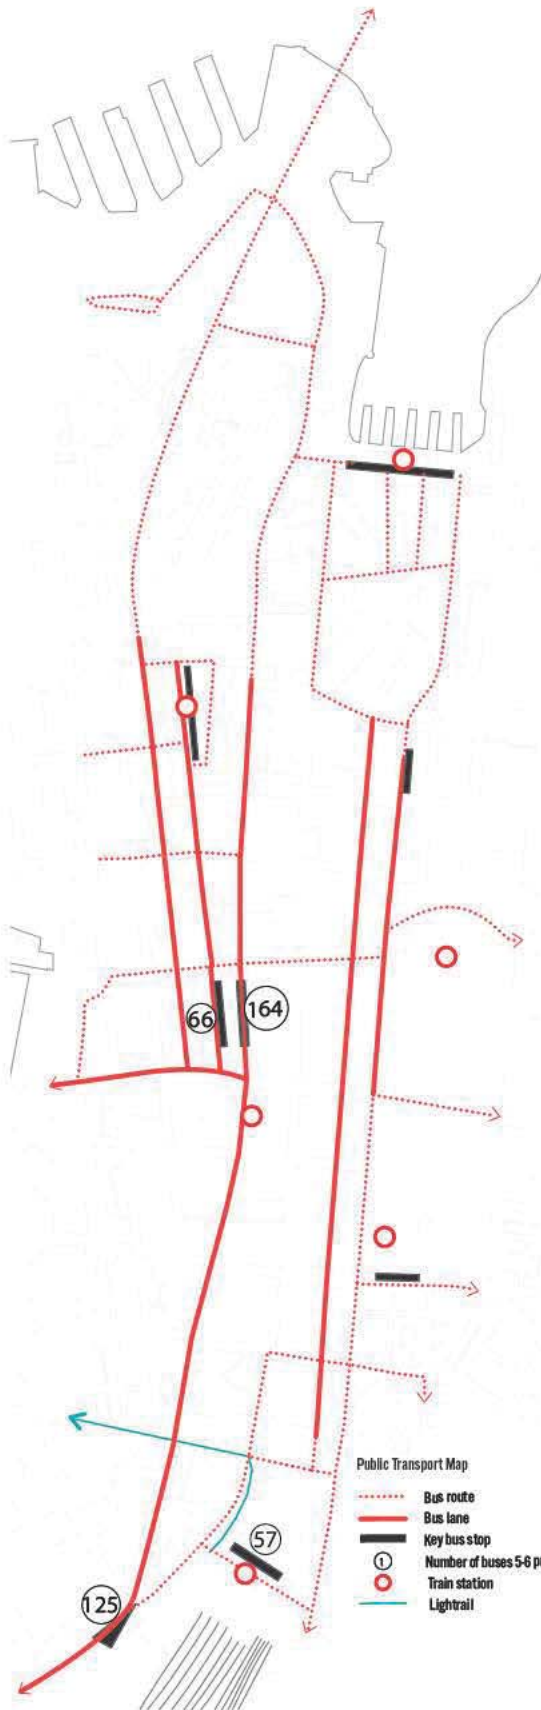 66
164
57
125
Public Transport Map
Bus route
Bus lane
Key bus stop
1 Number of buses 5-6 p
Train station
Lightrail